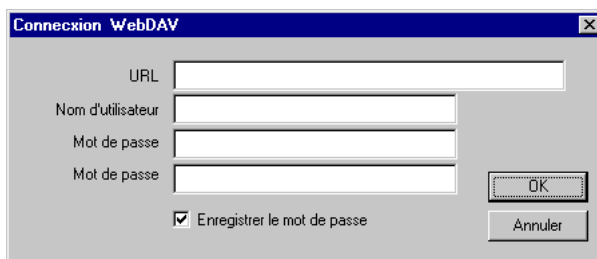 Connecxion WebDAV
URL
Nom d'utilisateur
Mot de passe
Mot de passe
OK
Enregistrer le mot de passe
Annuler